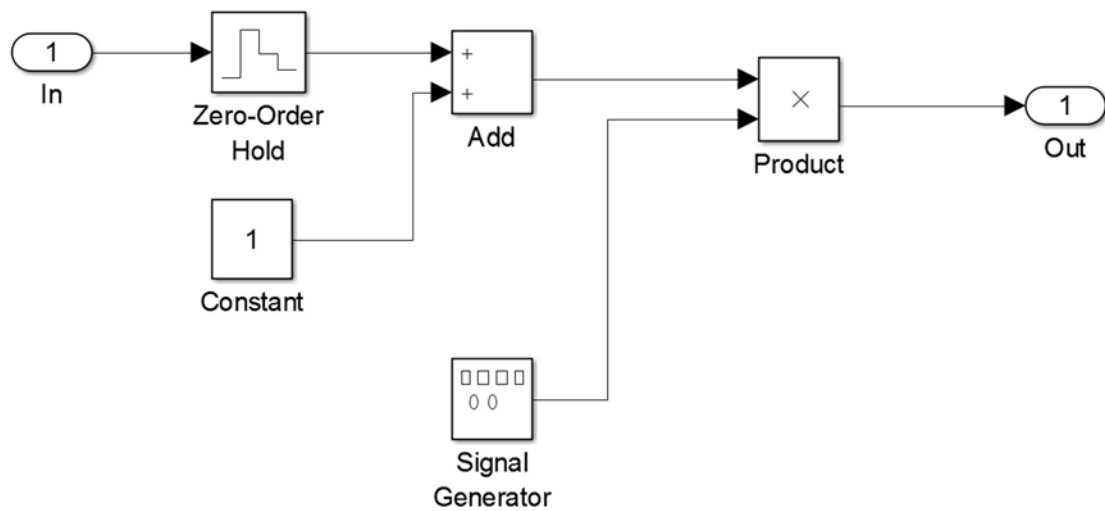 1
In
Zero-Order
Hold
+
+
Add
1
Constant
×
Product
1
Out
Signal
Generator